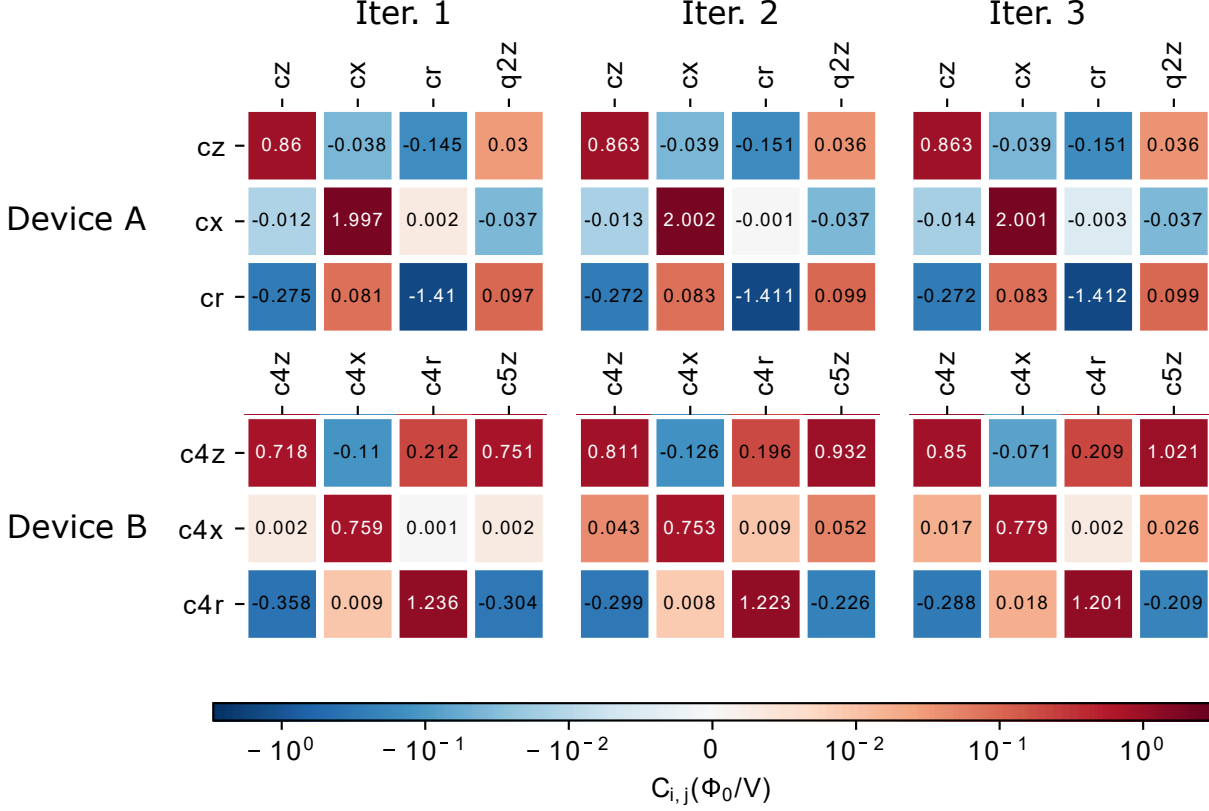 Iter. 1 Iter. 2 Iter. 3
cz cx cr q2z cz cx cr q2z cz cx cr q2z
cz 0.86 -0.038 -0.145 0.03 0.863 -0.039 -0.151 0.036 0.863 -0.039 -0.151 0.036
Device A cx -0.012 1.997 0.002 -0.037 -0.013 2.002 -0.001 -0.037 -0.014 2.001 -0.003 -0.037
cr -0.275 0.081 -1.41 0.097 -0.272 0.083 -1.411 0.099 -0.272 0.083 -1.412 0.099
c4z c4x c4r c5z c4z c4x c4r c5z c4z c4x c4r c5z
c4z 0.718 -0.11 0.212 0.751 0.811 -0.126 0.196 0.932 0.85 -0.071 0.209 1.021
Device B c4x 0.002 0.759 0.001 0.002 0.043 0.753 0.009 0.052 0.017 0.779 0.002 0.026
c4r -0.358 0.009 1.236 -0.304 -0.299 0.008 1.223 -0.226 -0.288 0.018 1.201 -0.209
−10⁰ −10⁻¹ −10⁻² 0 10⁻² 10⁻¹ 10⁰
C_{i,j}(Φ₀/V)